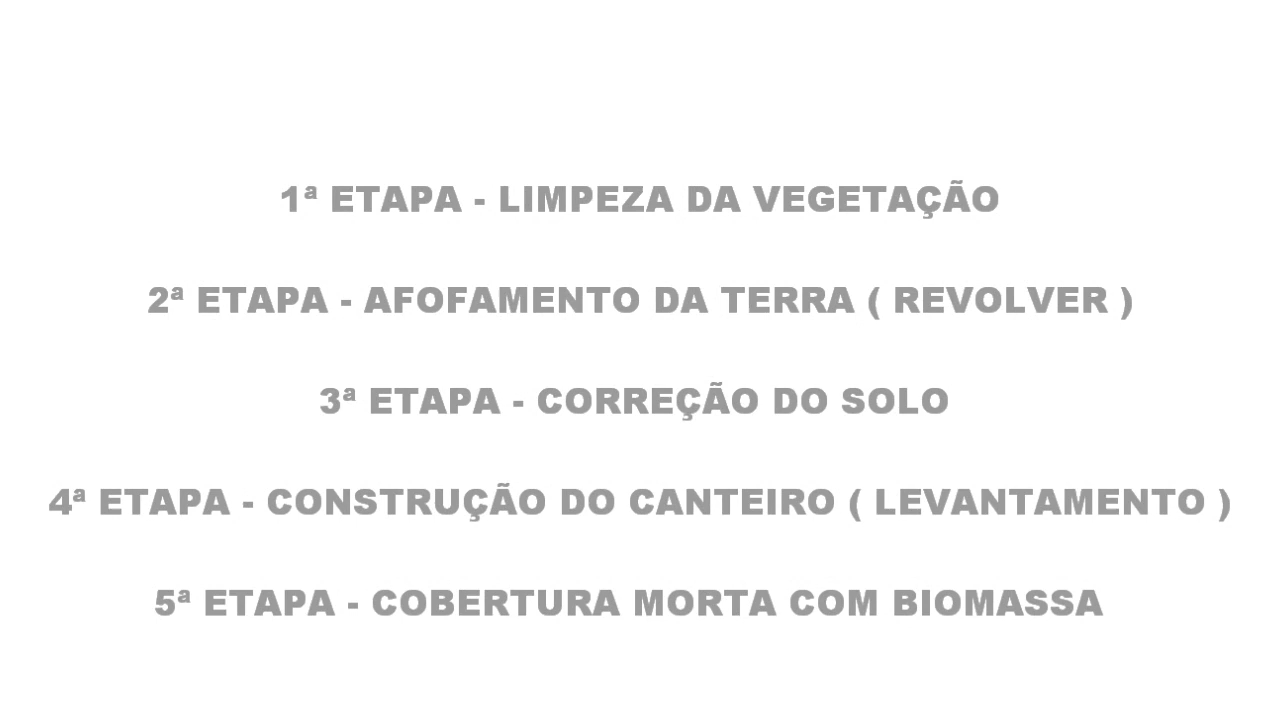 1ª ETAPA - LIMPEZA DA VEGETAÇÃO
2ª ETAPA - AFOFAMENTO DA TERRA ( REVOLVER )
3ª ETAPA - CORREÇÃO DO SOLO
4ª ETAPA - CONSTRUÇÃO DO CANTEIRO ( LEVANTAMENTO )
5ª ETAPA - COBERTURA MORTA COM BIOMASSA